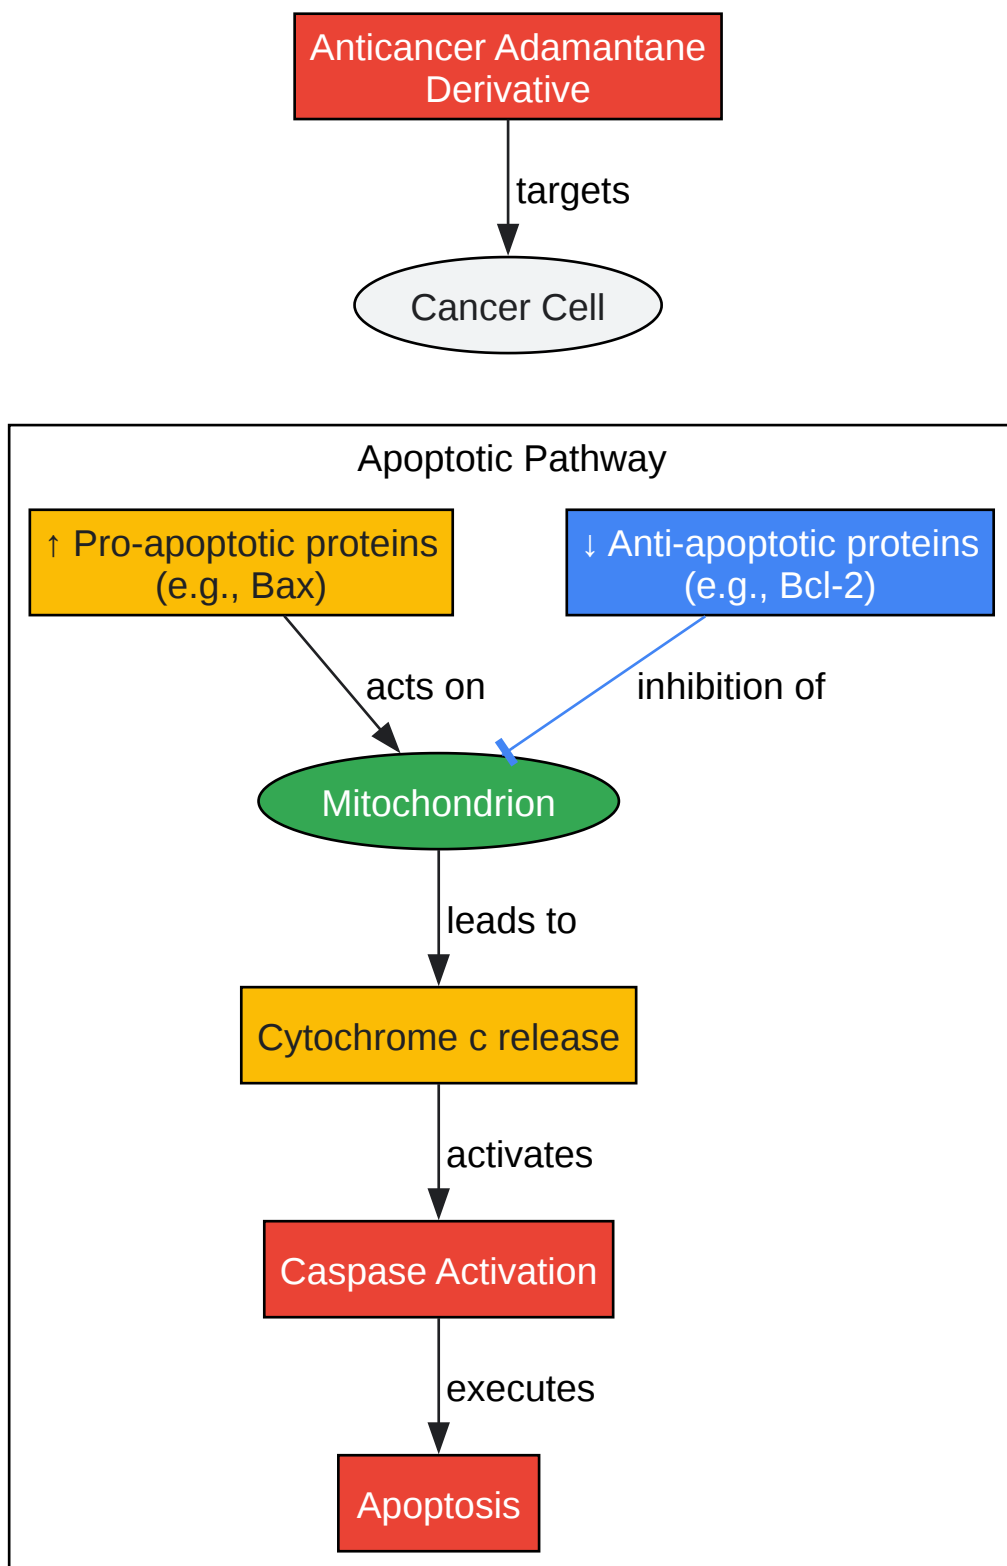 Anticancer Adamantane
Derivative
targets
Cancer Cell
Apoptotic Pathway
↑ Pro-apoptotic proteins
(e.g., Bax)
↓ Anti-apoptotic proteins
(e.g., Bcl-2)
acts on
inhibition of
Mitochondrion
leads to
Cytochrome c release
activates
Caspase Activation
executes
Apoptosis